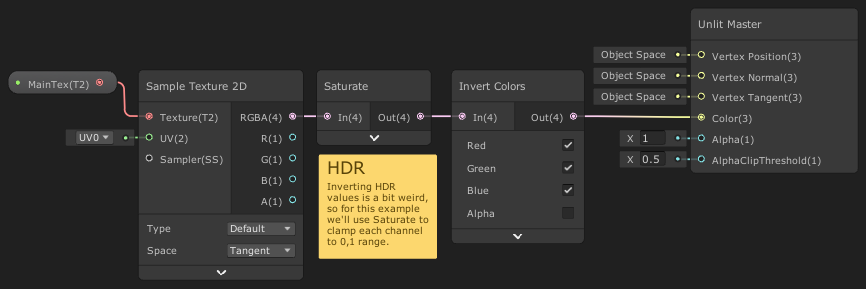 MainTex(T2)
Sample Texture 2D
Texture(T2)
RGBA(4)
UV0
UV(2)
R(1)
Sampler(SS)
G(1)
B(1)
A(1)
Type
Default
Space
Tangent
Saturate
In(4)
Out(4)
HDR
Inverting HDR
values is a bit weird,
so for this example
we'll use Saturate to
clamp each channel
to 0,1 range.
Invert Colors
In(4)
Out(4)
Red
Green
Blue
Alpha
Unlit Master
Object Space
Vertex Position(3)
Object Space
Vertex Normal(3)
Object Space
Vertex Tangent(3)
Color(3)
X 1
Alpha(1)
X 0.5
AlphaClipThreshold(1)